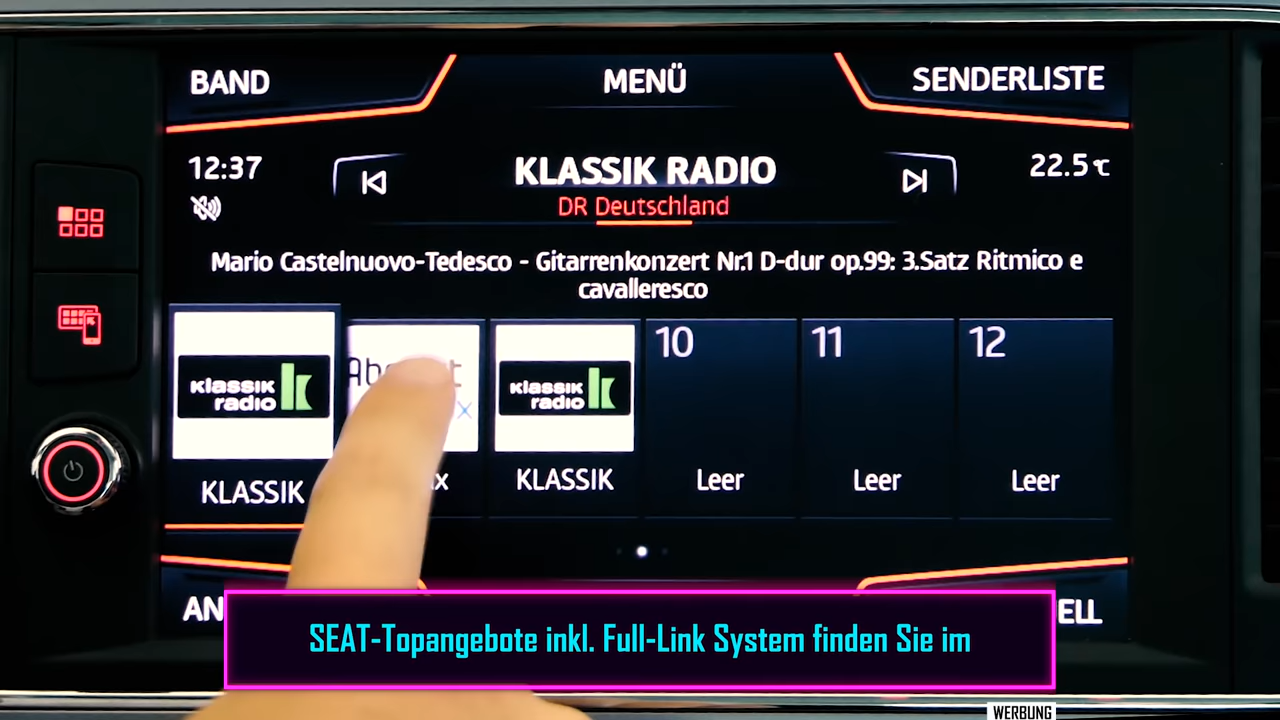 BAND
MENÜ
SENDERLISTE
12:37
KLASSIK RADIO
22.5℃
DR Deutschland
Mario Castelnuovo-Tedesco - Gitarrenkonzert Nr.1 D-dur op.99: 3.Satz Ritmico e
cavalleresco
10
11
12
KLASSIK
radio
KLASSIK
radio
KLASSIK
KLASSIK
Leer
Leer
Leer
SEAT-Topangebote inkl. Full-Link System finden Sie im
WERBUNG